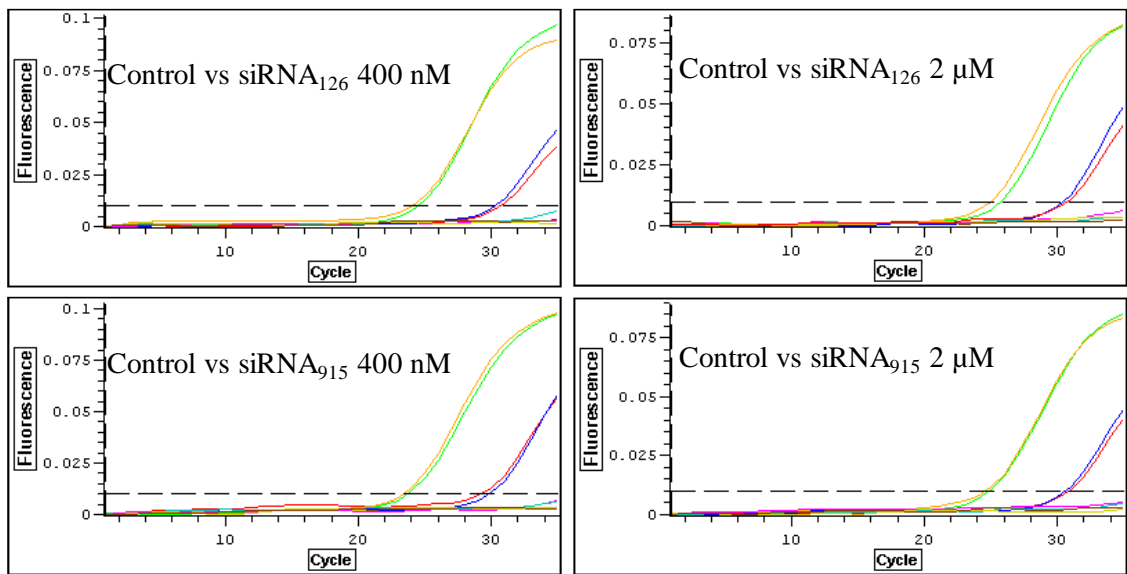 0.1
0.075
0.05
0.025
0
Fluorescence
Control vs siRNA₁₂₆ 400 nM
10
20
30
Cycle
0.075
0.05
0.025
0
Fluorescence
Control vs siRNA₁₂₆ 2 µM
10
20
30
Cycle
0.1
0.075
0.05
0.025
0
Fluorescence
Control vs siRNA₉₁₅ 400 nM
10
20
30
Cycle
0.075
0.05
0.025
0
Fluorescence
Control vs siRNA₉₁₅ 2 µM
10
20
30
Cycle